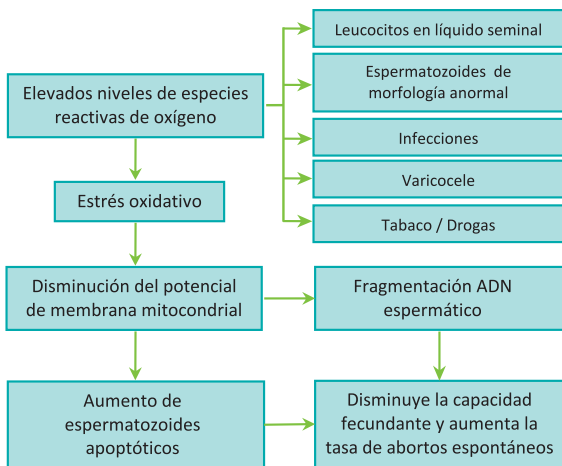 Leucocitos en líquido seminal
Elevados niveles de especies
reactivas de oxígeno
Espermatozoides de
morfología anormal
Infecciones
Varicocele
Tabaco / Drogas
Estrés oxidativo
Disminución del potencial
de membrana mitocondrial
Fragmentación ADN
espermático
Aumento de
espermatozoides
apoptóticos
Disminuye la capacidad
fecundante y aumenta la
tasa de abortos espontáneos